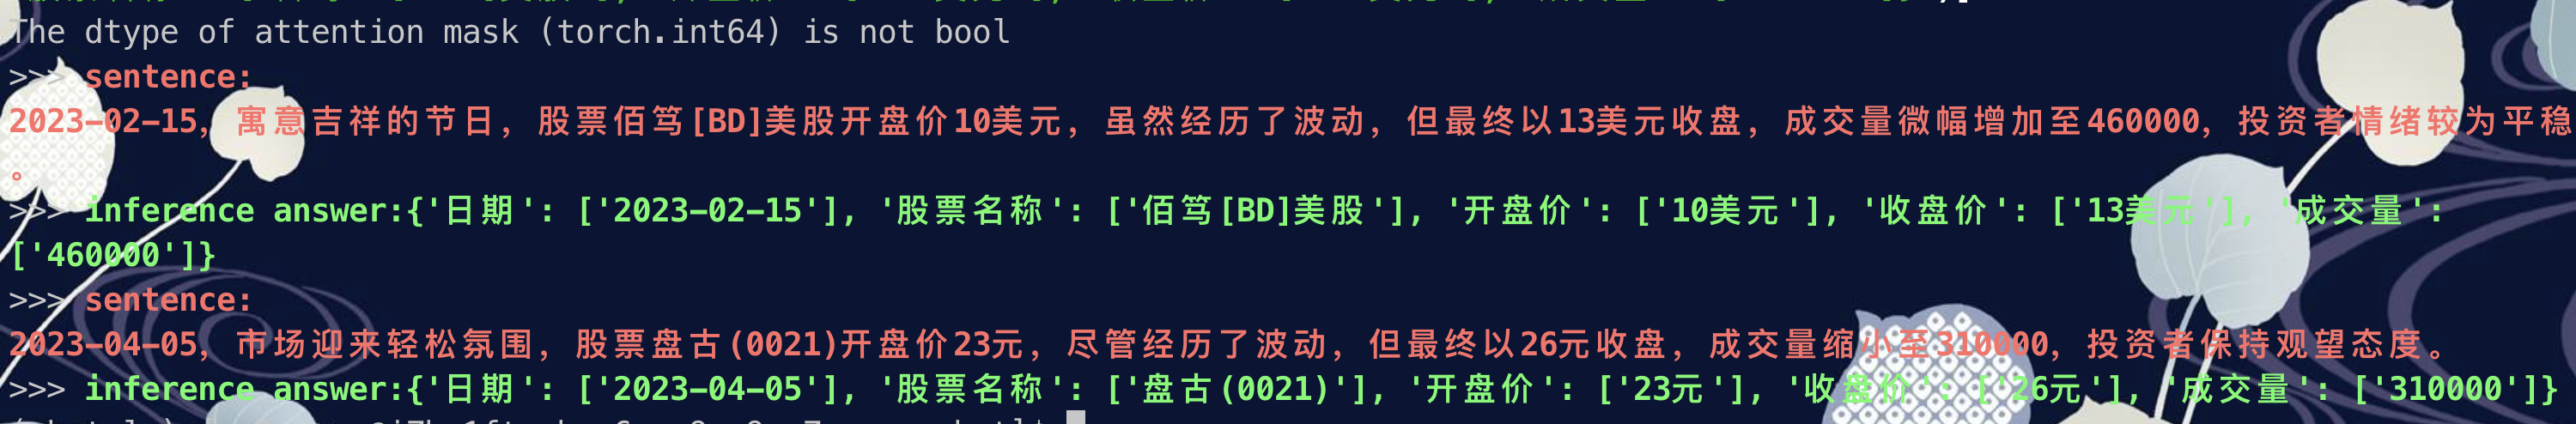 The dtype of attention mask (torch.int64) is not bool
>>> sentence:
2023-02-15, 寓意吉祥的节日, 股票佰笃[BD]美股开盘价10美元, 虽然经历了波动, 但最终以13美元收盘, 成交量微幅增加至460000, 投资者情绪较为平稳
。
>>> inference answer:{'日期': ['2023-02-15'], '股票名称': ['佰笃[BD]美股'], '开盘价': ['10美元'], '收盘价': ['13美元'], '成交量':
['460000']}
>>> sentence:
2023-04-05, 市场迎来轻松氛围, 股票盘古(0021)开盘价23元, 尽管经历了波动, 但最终以26元收盘, 成交量缩小至310000, 投资者保持观望态度。
>>> inference answer:{'日期': ['2023-04-05'], '股票名称': ['盘古(0021)'], '开盘价': ['23元'], '收盘价': ['26元'], '成交量': ['310000']}